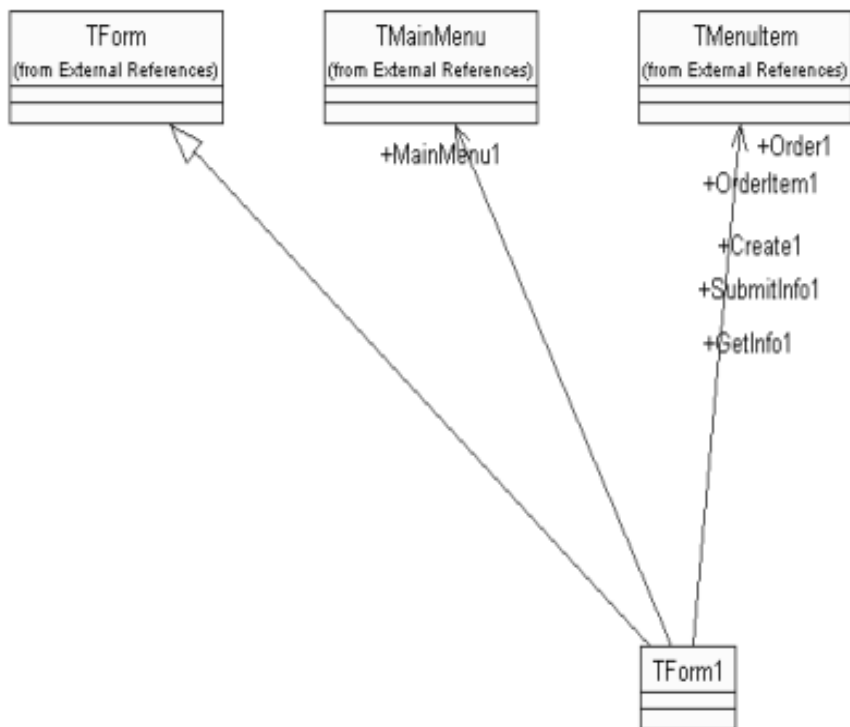 TForm
(from External References)
TMainMenu
(from External References)
TMenuItem
(from External References)
+MainMenu1
+Order1
+OrderItem1
+Create1
+SubmitInfo1
+GetInfo1
TForm1